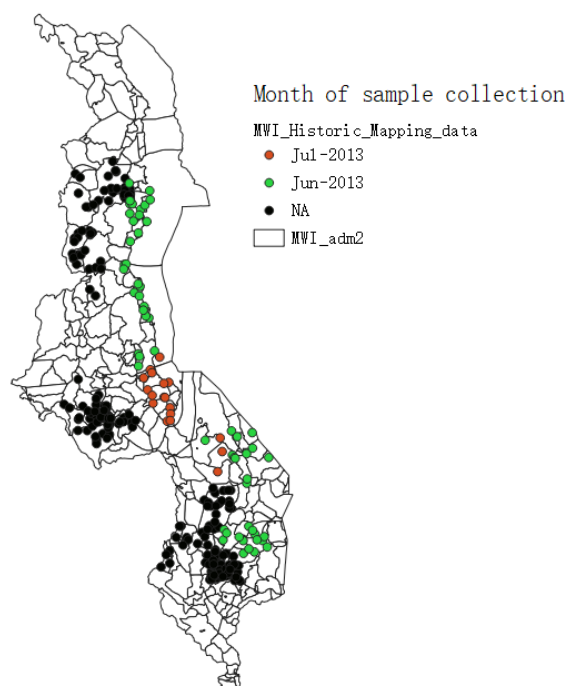 Month of sample collection
MWI_Historic_Mapping_data
Jul-2013
Jun-2013
NA
MWI_adm2